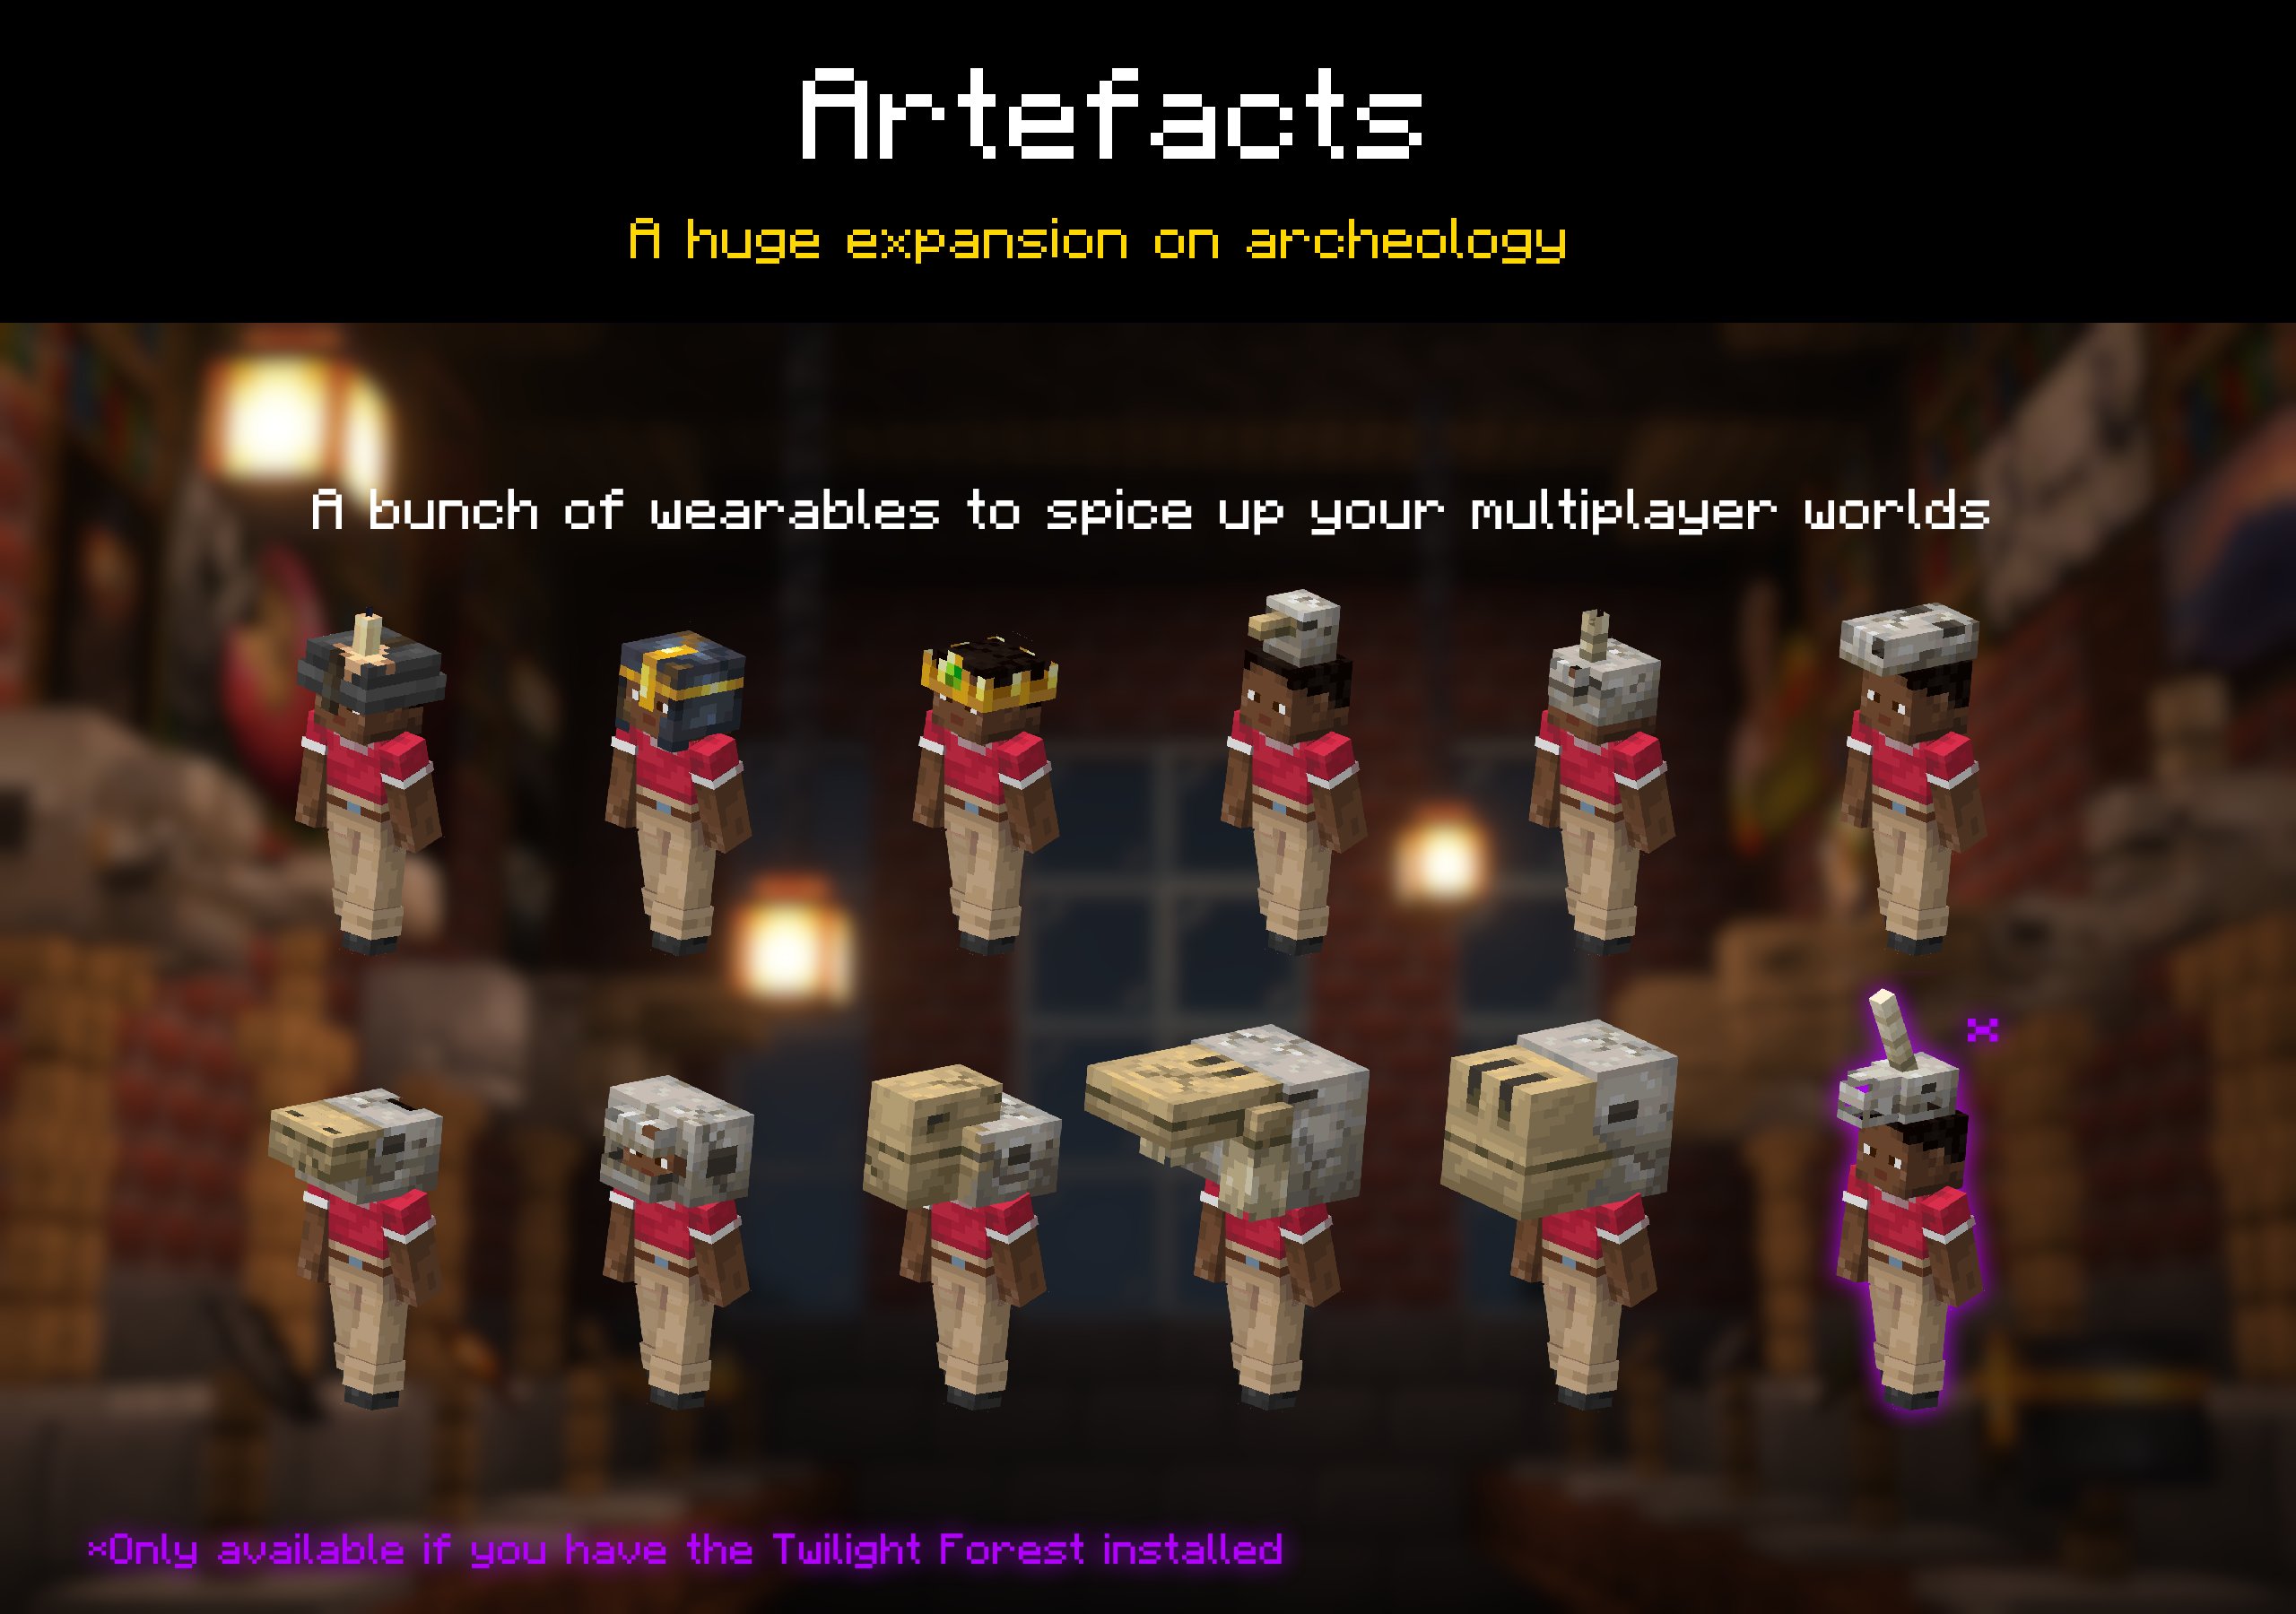 Artefacts
A huge expansion on archeology
A bunch of wearables to spice up your multiplayer worlds
×
×Only available if you have the Twilight Forest installed